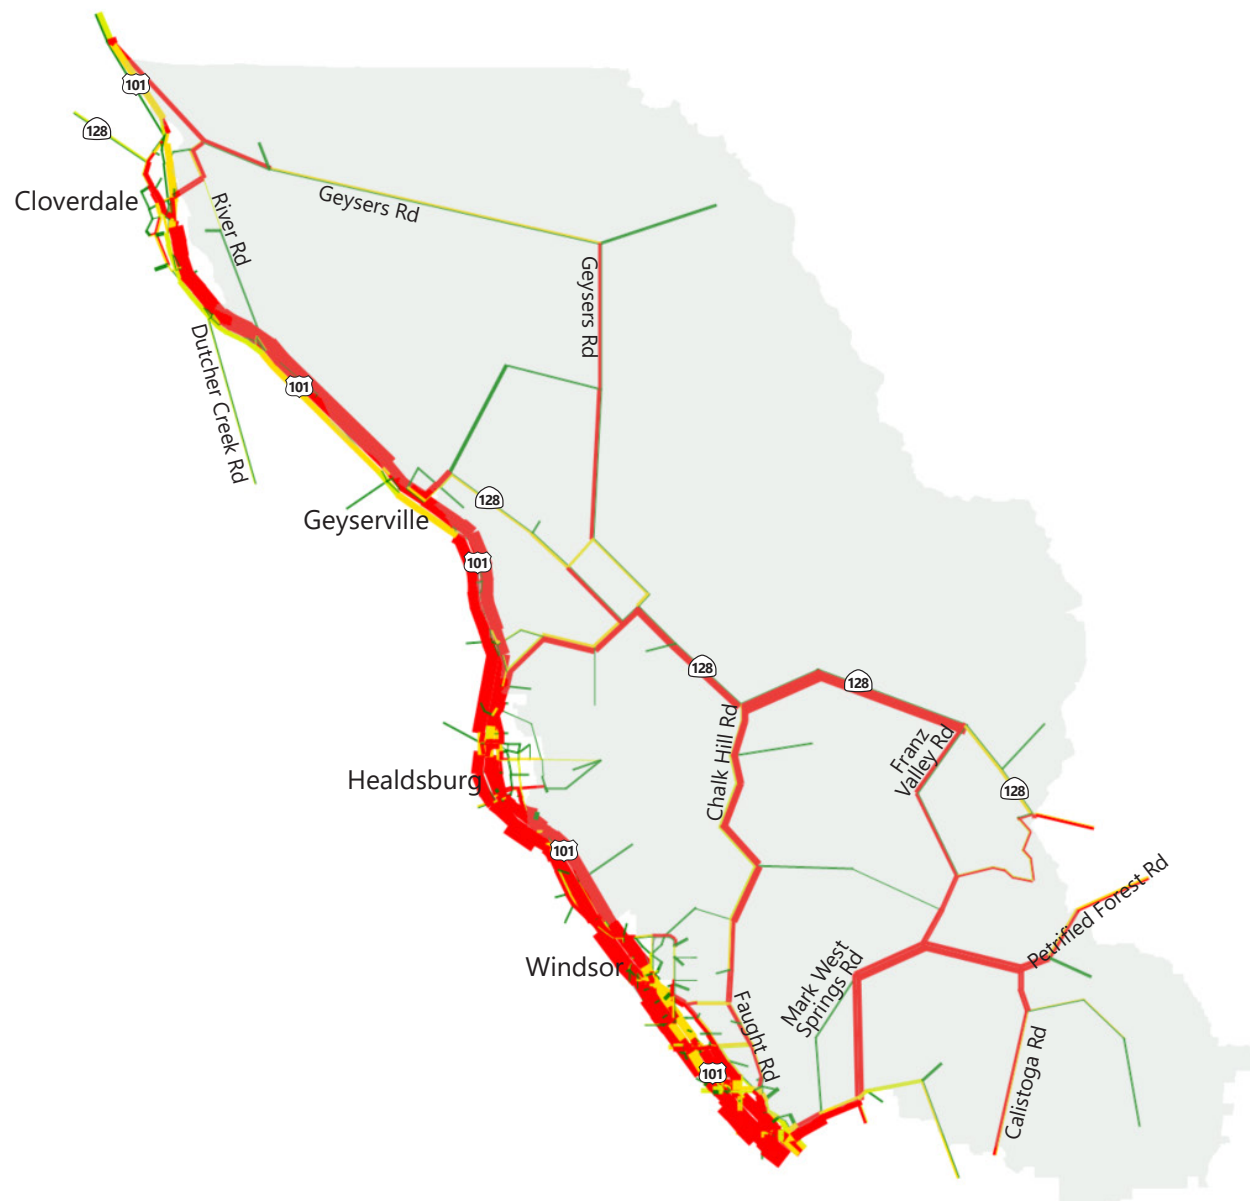 101
128
Cloverdale
River Rd
Geysers Rd
Geysers Rd
Dutcher Creek Rd
101
128
Geyserville
101
128
128
Chalk Hill Rd
Franz
Valley Rd
Healdsburg
128
101
Petrified Forest Rd
Windsor
Mark West
Springs Rd
Faught Rd
101
Calistoga Rd